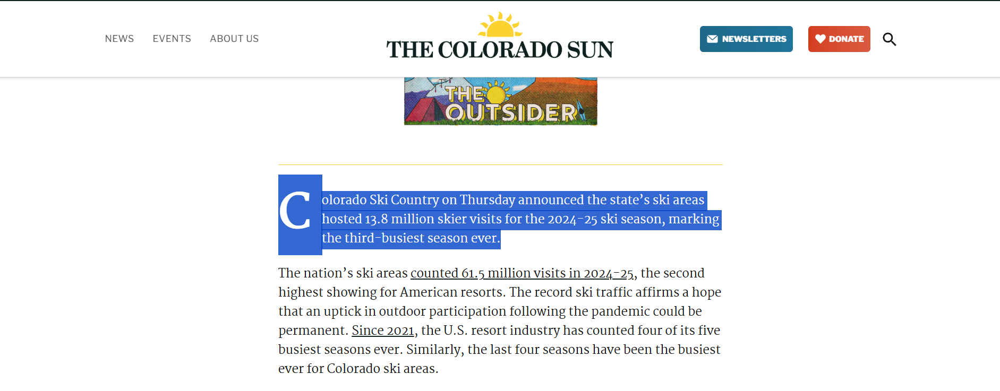 NEWS EVENTS ABOUT US
THE COLORADO SUN
NEWSLETTERS
DONATE
THE
OUTSIDER
Colorado Ski Country on Thursday announced the state’s ski areas
hosted 13.8 million skier visits for the 2024-25 ski season, marking
the third-busiest season ever.
The nation’s ski areas counted 61.5 million visits in 2024-25, the second
highest showing for American resorts. The record ski traffic affirms a hope
that an uptick in outdoor participation following the pandemic could be
permanent. Since 2021, the U.S. resort industry has counted four of its five
busiest seasons ever. Similarly, the last four seasons have been the busiest
ever for Colorado ski areas.